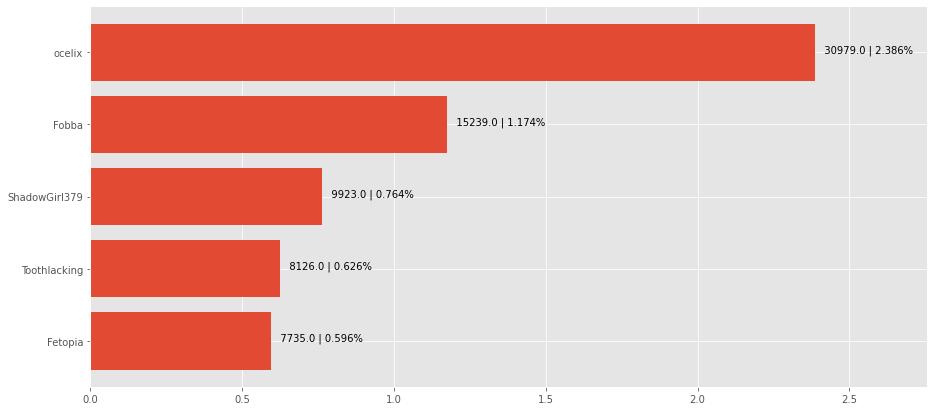 ocelix
30979.0 | 2.386%
Fobba
15239.0 | 1.174%
ShadowGirl379
9923.0 | 0.764%
Toothlacking
8126.0 | 0.626%
Fetopia
7735.0 | 0.596%
0.0 0.5 1.0 1.5 2.0 2.5